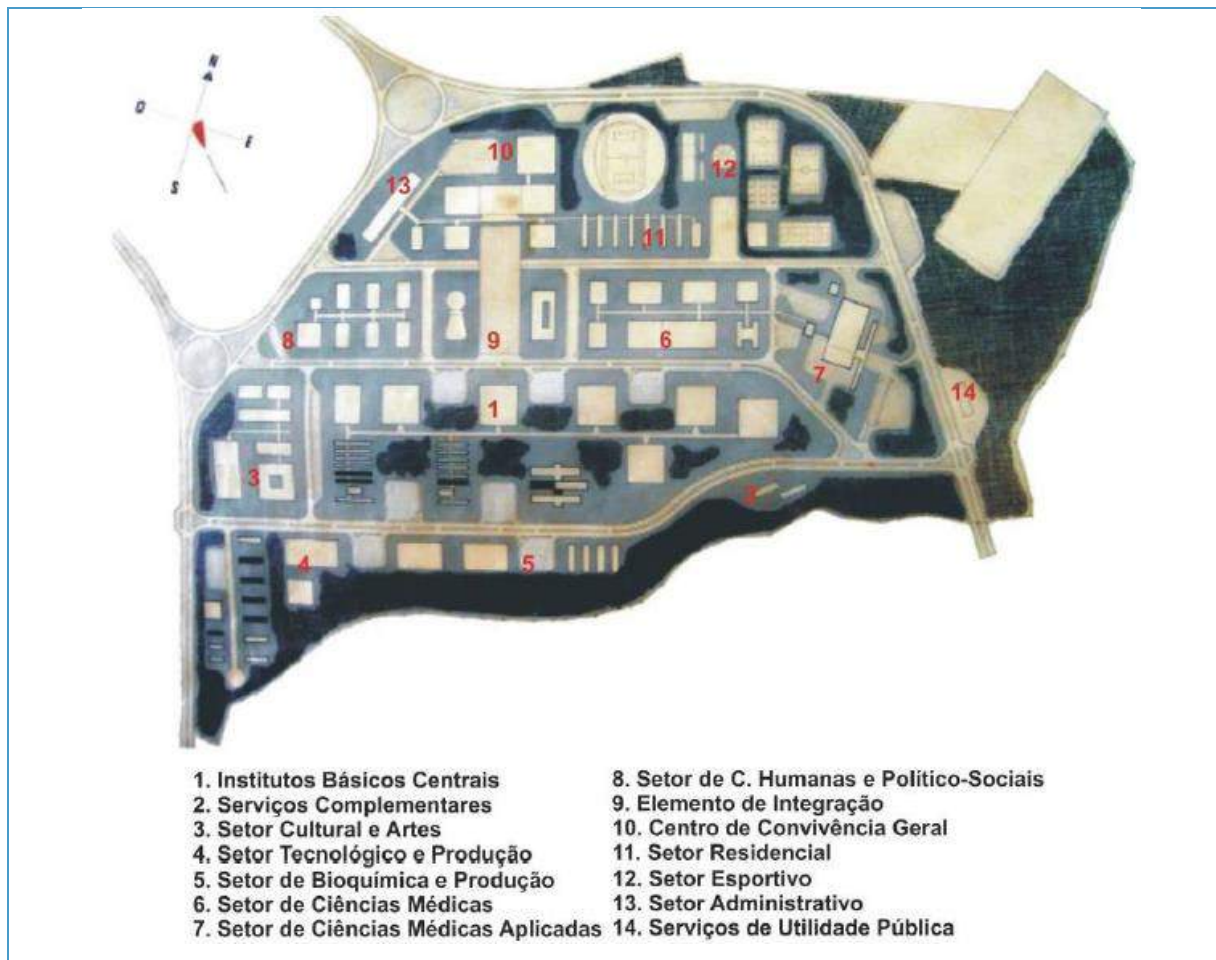 N
O
E
S
10
12
13
11
8
9
6
7
14
1
3
2
4
5
1. Institutos Básicos Centrais
2. Serviços Complementares
3. Setor Cultural e Artes
4. Setor Tecnológico e Produção
5. Setor de Bioquímica e Produção
6. Setor de Ciências Médicas
7. Setor de Ciências Médicas Aplicadas
8. Setor de C. Humanas e Político-Sociais
9. Elemento de Integração
10. Centro de Convivência Geral
11. Setor Residencial
12. Setor Esportivo
13. Setor Administrativo
14. Serviços de Utilidade Pública